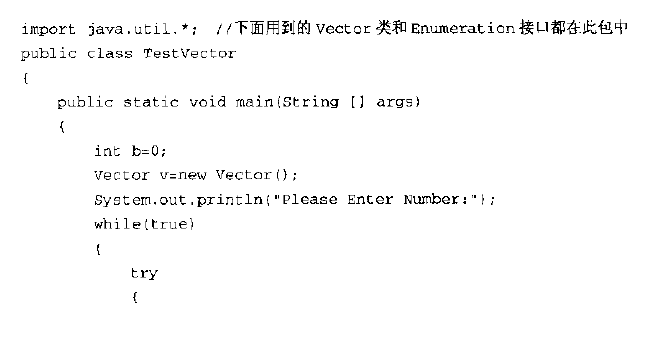 import java.util.*; //下面用到的 Vector 类和 Enumeration 接口都在此包中
public class TestVector
{
public static void main(String [] args)
{
int b=0;
Vector v=new Vector();
System.out.println("Please Enter Number:");
while(true)
{
try
{